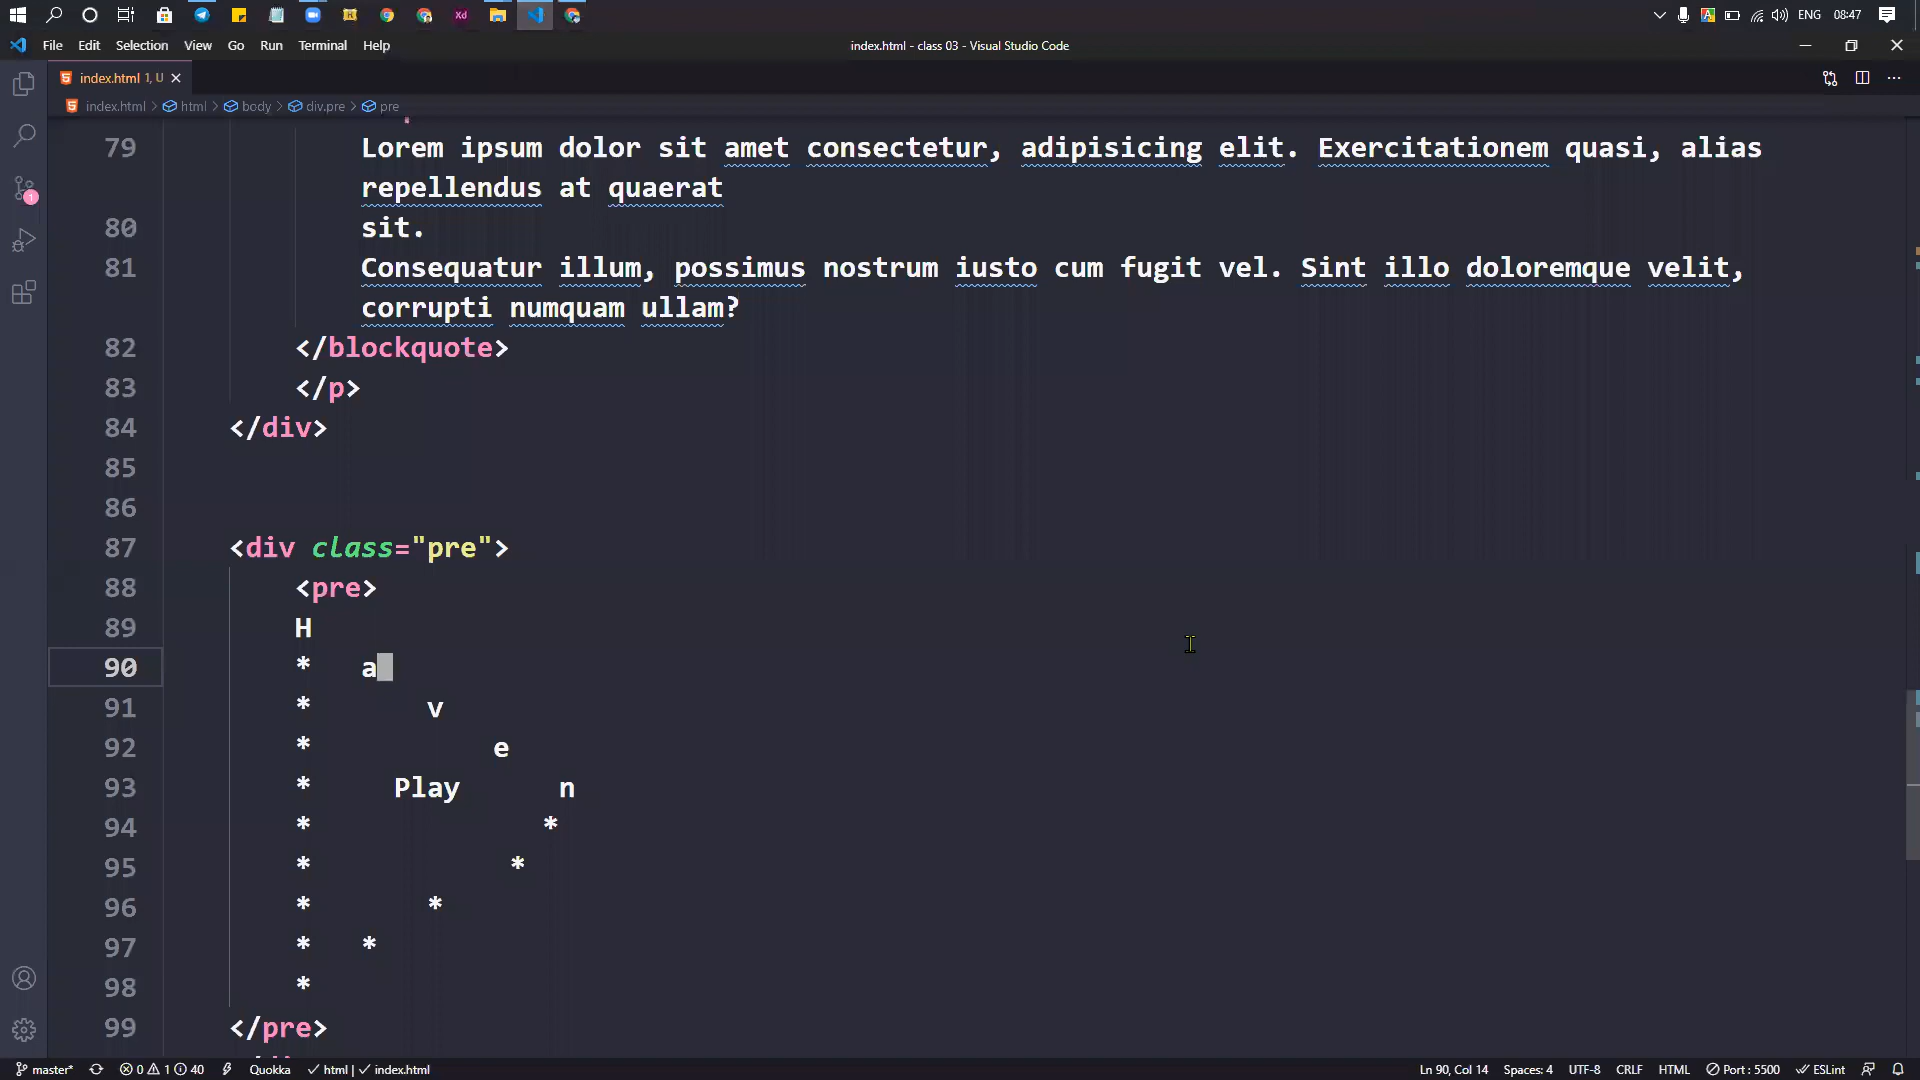 ENG 08:47
File Edit Selection View Go Run Terminal Help index.html - class 03 - Visual Studio Code
index.html 1, U
index.html > html > body > div.pre > pre
79 Lorem ipsum dolor sit amet consectetur, adipisicing elit. Exercitationem quasi, alias
repellendus at quaerat
80 sit.
81 Consequatur illum, possimus nostrum iusto cum fugit vel. Sint illo doloremque velit,
corrupti numquam ullam?
82 </blockquote>
83 </p>
84 </div>
85
86
87 <div class="pre">
88 <pre>
89 H
90 * a
91 * v
92 * e
93 * Play n
94 * *
95 * *
96 * *
97 * *
98 *
99 </pre>
master* 0 1 40 Quokka html | index.html Ln 90, Col 14 Spaces: 4 UTF-8 CRLF HTML Port : 5500 ESLint